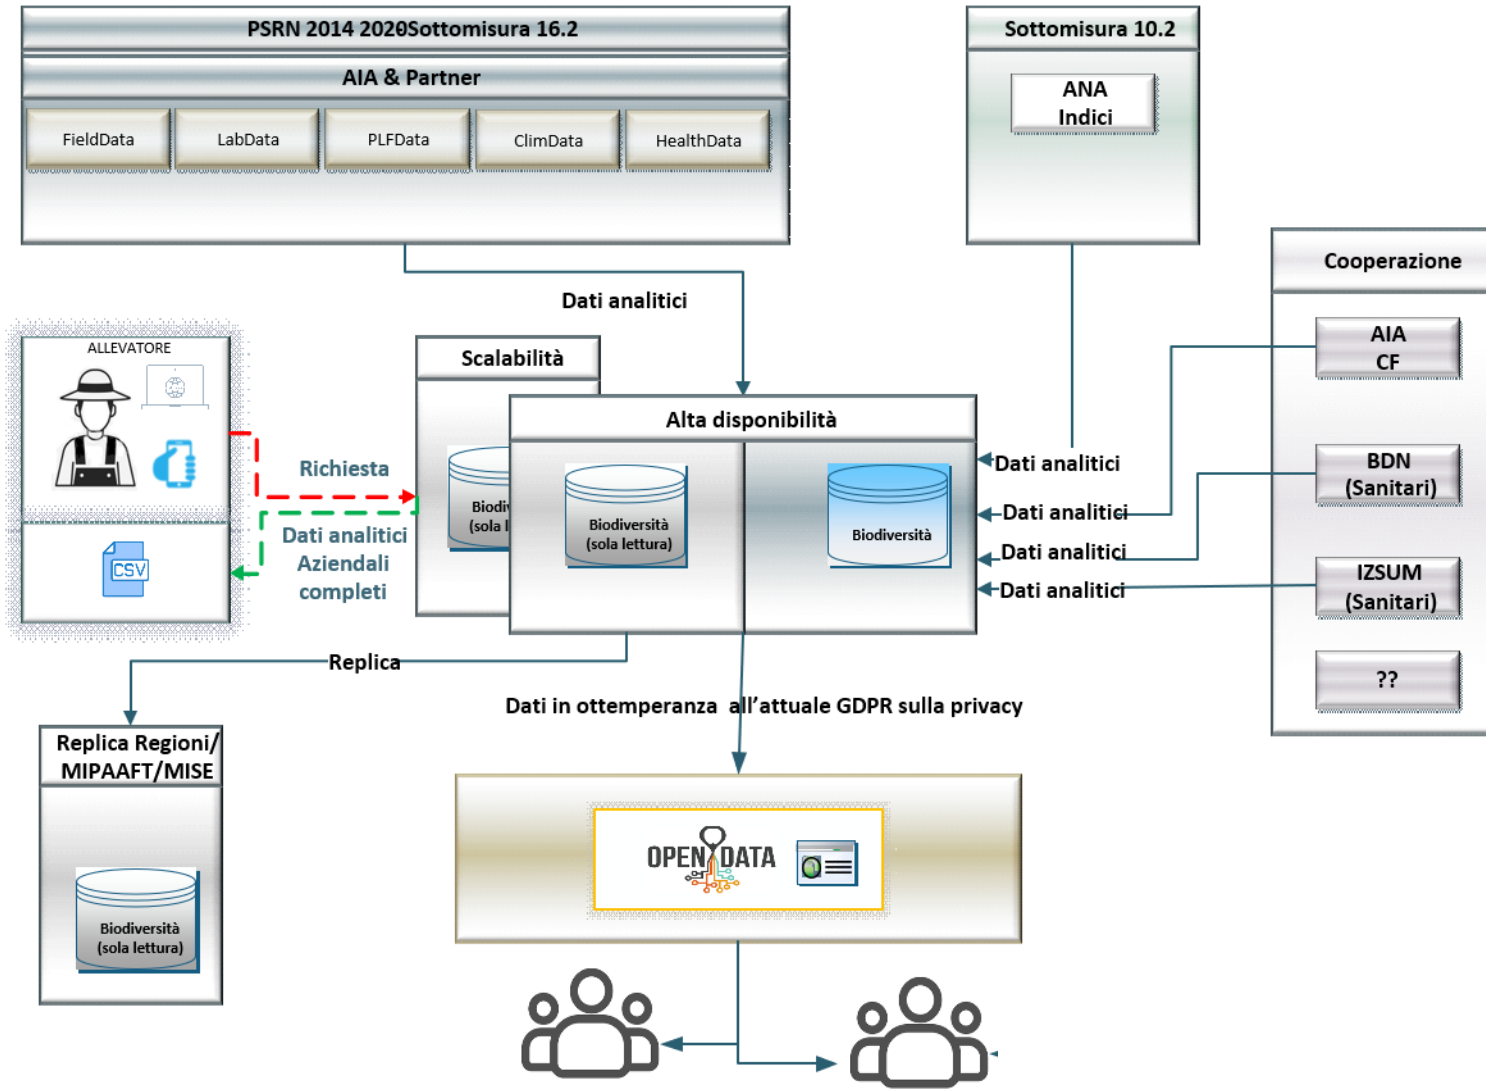 PSRN 2014 2020Sottomisura 16.2
AIA & Partner
FieldData
LabData
PLFData
ClimData
HealthData
Sottomisura 10.2
ANA
Indici
Cooperazione
AIA
CF
BDN
(Sanitari)
IZSUM
(Sanitari)
??
Dati analitici
ALLEVATORE
CSV
Richiesta
Dati analitici
Aziendali
completi
Scalabilità
Biodiv
(sola l
Alta disponibilità
Biodiversità
(sola lettura)
Biodiversità
Dati analitici
Dati analitici
Dati analitici
Dati analitici
Replica
Dati in ottemperanza all'attuale GDPR sulla privacy
Replica Regioni/
MIPAAFT/MISE
Biodiversità
(sola lettura)
OPEN DATA